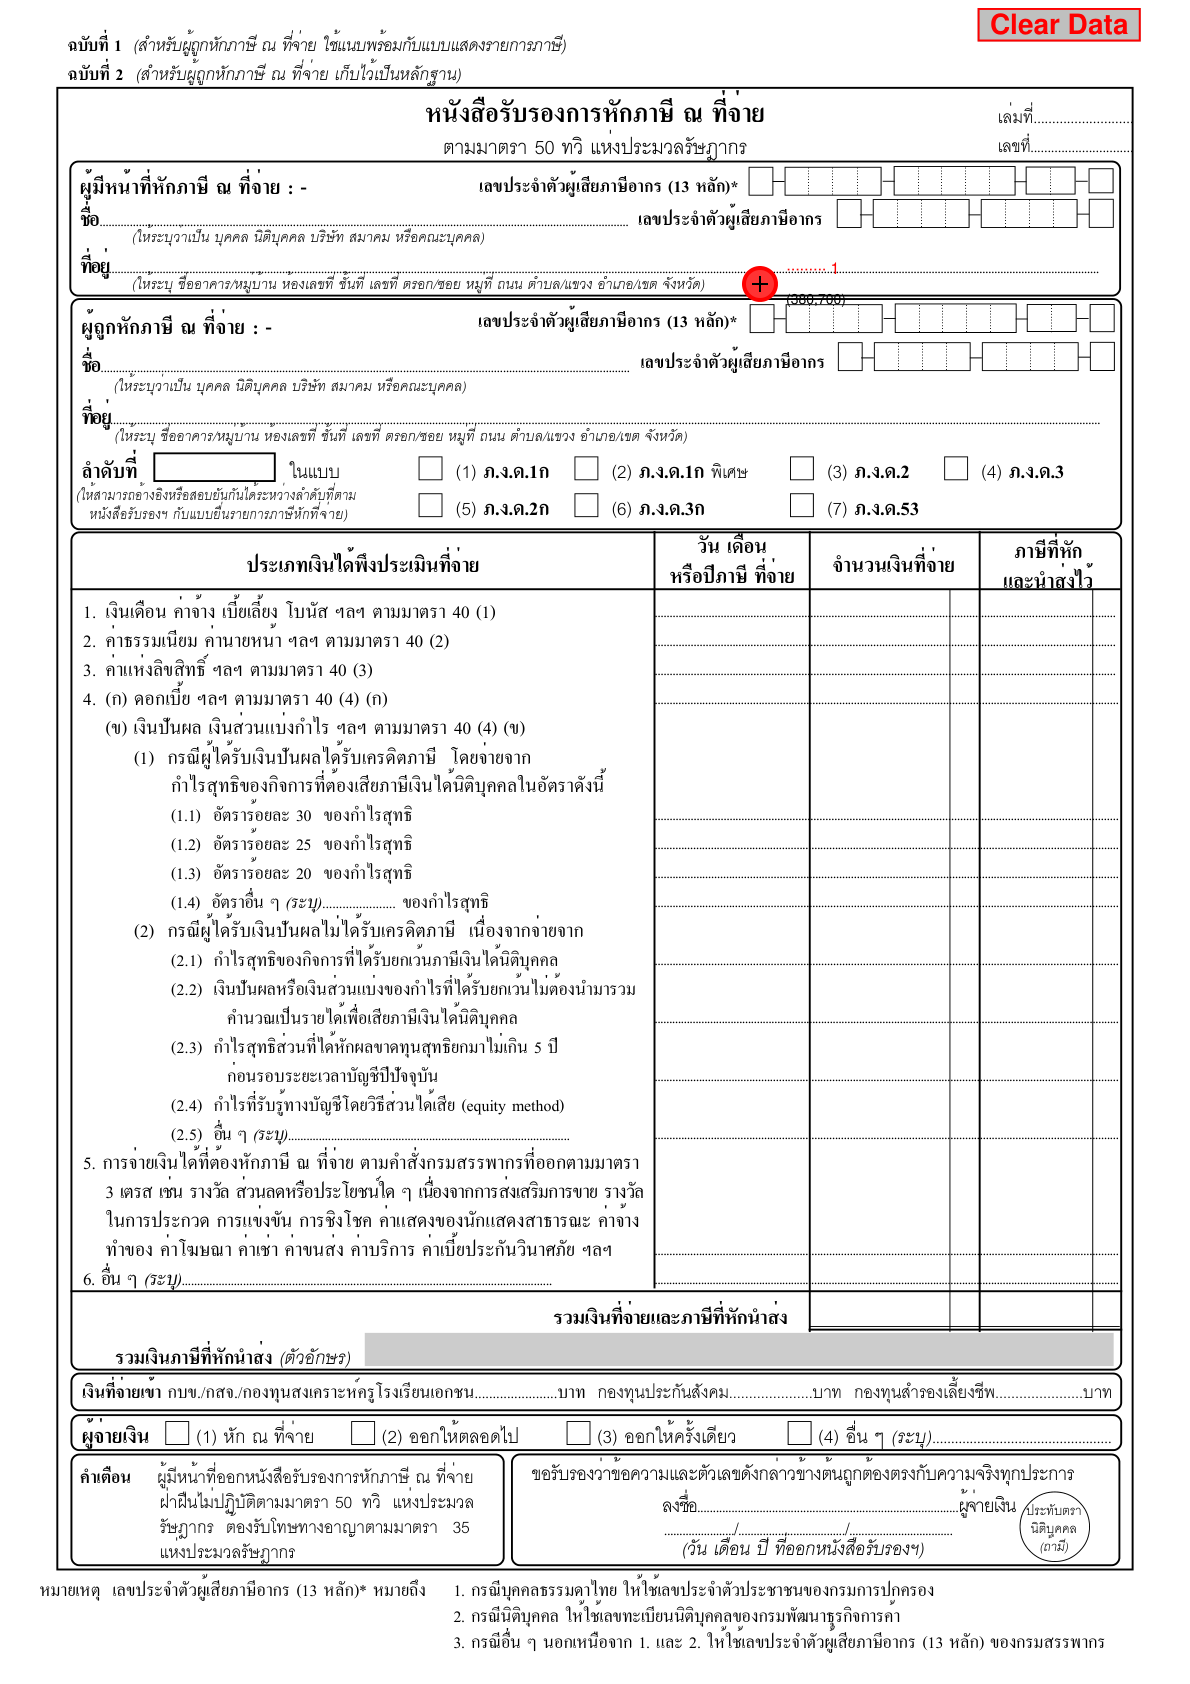 Clear Data
ฉบับที่ 1 (สำหรับผู้ถูกหักภาษี ณ ที่จ่าย ใช้แนบพร้อมกับแบบแสดงรายการภาษี)
ฉบับที่ 2 (สำหรับผู้ถูกหักภาษี ณ ที่จ่าย เก็บไว้เป็นหลักฐาน)
หนังสือรับรองการหักภาษี ณ ที่จ่าย
เล่มที่..........................
ตามมาตรา 50 ทวิ แห่งประมวลรัษฎากร
เลขที่..........................
ผู้มีหน้าที่หักภาษี ณ ที่จ่าย : - เลขประจำตัวผู้เสียภาษีอากร (13 หลัก)*
ชื่อ.......................... เลขประจำตัวผู้เสียภาษีอากร
(ให้ระบุว่าเป็น บุคคล นิติบุคคล บริษัท สมาคม หรือคณะบุคคล)
ที่อยู่..........................
......... 1
(ให้ระบุ ชื่ออาคาร/หมู่บ้าน ห้องเลขที่ ชั้นที่ เลขที่ ตรอก/ซอย หมู่ที่ ถนน ตำบล/แขวง อำเภอ/เขต จังหวัด)
(380,700)
ผู้ถูกหักภาษี ณ ที่จ่าย : - เลขประจำตัวผู้เสียภาษีอากร (13 หลัก)*
ชื่อ.......................... เลขประจำตัวผู้เสียภาษีอากร
(ให้ระบุว่าเป็น บุคคล นิติบุคคล บริษัท สมาคม หรือคณะบุคคล)
ที่อยู่..........................
(ให้ระบุ ชื่ออาคาร/หมู่บ้าน ห้องเลขที่ ชั้นที่ เลขที่ ตรอก/ซอย หมู่ที่ ถนน ตำบล/แขวง อำเภอ/เขต จังหวัด)
ลำดับที่ ในแบบ (1) ภ.ง.ด.1ก (2) ภ.ง.ด.1ก พิเศษ (3) ภ.ง.ด.2 (4) ภ.ง.ด.3
(ให้สามารถอ้างอิงหรือสอบยันกันได้ระหว่างลำดับที่ตาม
หนังสือรับรองฯ กับแบบยื่นรายการภาษีหักที่จ่าย) (5) ภ.ง.ด.2ก (6) ภ.ง.ด.3ก (7) ภ.ง.ด.53
ประเภทเงินได้พึงประเมินที่จ่าย
วัน เดือน
หรือปีภาษี ที่จ่าย
จำนวนเงินที่จ่าย
ภาษีที่หัก
และนำส่งไว้
1. เงินเดือน ค่าจ้าง เบี้ยเลี้ยง โบนัส ฯลฯ ตามมาตรา 40 (1)
2. ค่าธรรมเนียม ค่านายหน้า ฯลฯ ตามมาตรา 40 (2)
3. ค่าแห่งลิขสิทธิ์ ฯลฯ ตามมาตรา 40 (3)
4. (ก) ดอกเบี้ย ฯลฯ ตามมาตรา 40 (4) (ก)
(ข) เงินปันผล เงินส่วนแบ่งกำไร ฯลฯ ตามมาตรา 40 (4) (ข)
(1) กรณีผู้ได้รับเงินปันผลได้รับเครดิตภาษี โดยจ่ายจาก
กำไรสุทธิของกิจการที่ต้องเสียภาษีเงินได้นิติบุคคลในอัตราดังนี้
(1.1) อัตราร้อยละ 30 ของกำไรสุทธิ
(1.2) อัตราร้อยละ 25 ของกำไรสุทธิ
(1.3) อัตราร้อยละ 20 ของกำไรสุทธิ
(1.4) อัตราอื่น ๆ (ระบุ)...................... ของกำไรสุทธิ
(2) กรณีผู้ได้รับเงินปันผลไม่ได้รับเครดิตภาษี เนื่องจากจ่ายจาก
(2.1) กำไรสุทธิของกิจการที่ได้รับยกเว้นภาษีเงินได้นิติบุคคล
(2.2) เงินปันผลหรือเงินส่วนแบ่งของกำไรที่ได้รับยกเว้นไม่ต้องนำมารวม
คำนวณเป็นรายได้เพื่อเสียภาษีเงินได้นิติบุคคล
(2.3) กำไรสุทธิส่วนที่ได้หักผลขาดทุนสุทธิยกมาไม่เกิน 5 ปี
ก่อนรอบระยะเวลาบัญชีปีปัจจุบัน
(2.4) กำไรที่รับรู้ทางบัญชีโดยวิธีส่วนได้เสีย (equity method)
(2.5) อื่น ๆ (ระบุ)..........................
5. การจ่ายเงินได้ที่ต้องหักภาษี ณ ที่จ่าย ตามคำสั่งกรมสรรพากรที่ออกตามมาตรา
3 เตรส เช่น รางวัล ส่วนลดหรือประโยชน์ใด ๆ เนื่องจากการส่งเสริมการขาย รางวัล
ในการประกวด การแข่งขัน การชิงโชค ค่าแสดงของนักแสดงสาธารณะ ค่าจ้าง
ทำของ ค่าโฆษณา ค่าเช่า ค่าขนส่ง ค่าบริการ ค่าเบี้ยประกันวินาศภัย ฯลฯ
6. อื่น ๆ (ระบุ)..........................
รวมเงินที่จ่ายและภาษีที่หักนำส่ง
รวมเงินภาษีที่หักนำส่ง (ตัวอักษร)
เงินที่จ่ายเข้า กบข./กสจ./กองทุนสงเคราะห์ครูโรงเรียนเอกชน....................บาท กองทุนประกันสังคม....................บาท กองทุนสำรองเลี้ยงชีพ....................บาท
ผู้จ่ายเงิน (1) หัก ณ ที่จ่าย (2) ออกให้ตลอดไป (3) ออกให้ครั้งเดียว (4) อื่น ๆ (ระบุ)..........................
คำเตือน ผู้มีหน้าที่ออกหนังสือรับรองการหักภาษี ณ ที่จ่าย
ฝ่าฝืนไม่ปฏิบัติตามมาตรา 50 ทวิ แห่งประมวล
รัษฎากร ต้องรับโทษทางอาญาตามมาตรา 35
แห่งประมวลรัษฎากร
ขอรับรองว่าข้อความและตัวเลขดังกล่าวข้างต้นถูกต้องตรงกับความจริงทุกประการ
ลงชื่อ..........................ผู้จ่ายเงิน
................/........................../..........................
(วัน เดือน ปี ที่ออกหนังสือรับรองฯ)
ประทับตรา
นิติบุคคล
(ถ้ามี)
หมายเหตุ เลขประจำตัวผู้เสียภาษีอากร (13 หลัก)* หมายถึง 1. กรณีบุคคลธรรมดาไทย ให้ใช้เลขประจำตัวประชาชนของกรมการปกครอง
2. กรณีนิติบุคคล ให้ใช้เลขทะเบียนนิติบุคคลของกรมพัฒนาธุรกิจการค้า
3. กรณีอื่น ๆ นอกเหนือจาก 1. และ 2. ให้ใช้เลขประจำตัวผู้เสียภาษีอากร (13 หลัก) ของกรมสรรพากร